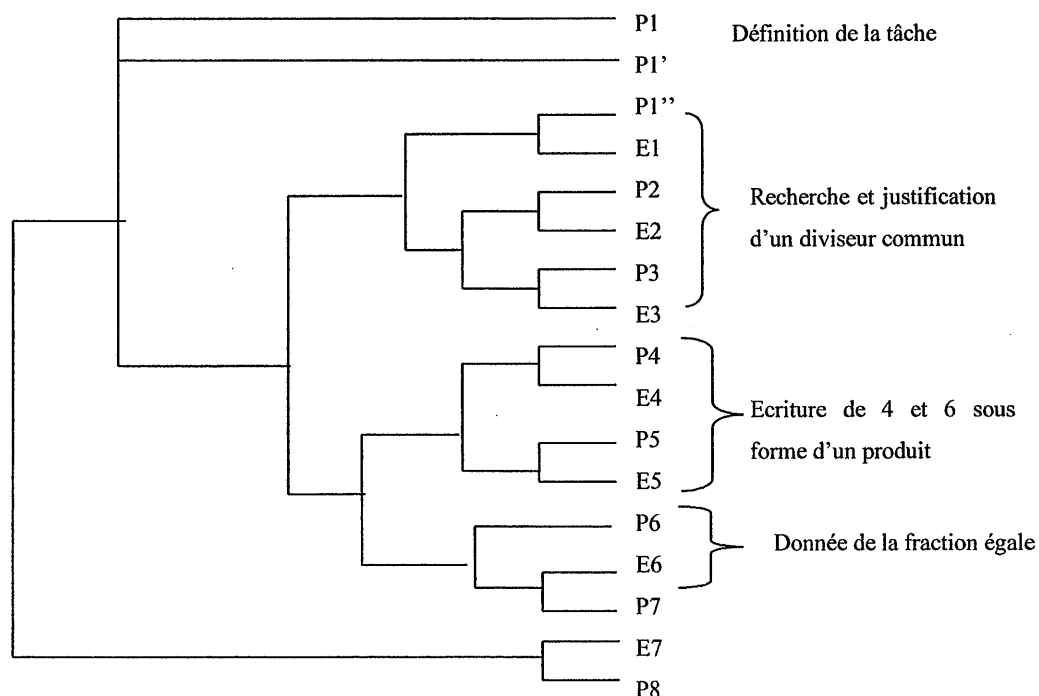 P1
Définition de la tâche
P1’
P1’’
E1
P2
Recherche et justification
E2
d’un diviseur commun
P3
E3
P4
E4
Ecriture de 4 et 6 sous
P5
forme d’un produit
E5
P6
Donnée de la fraction égale
E6
P7
E7
P8